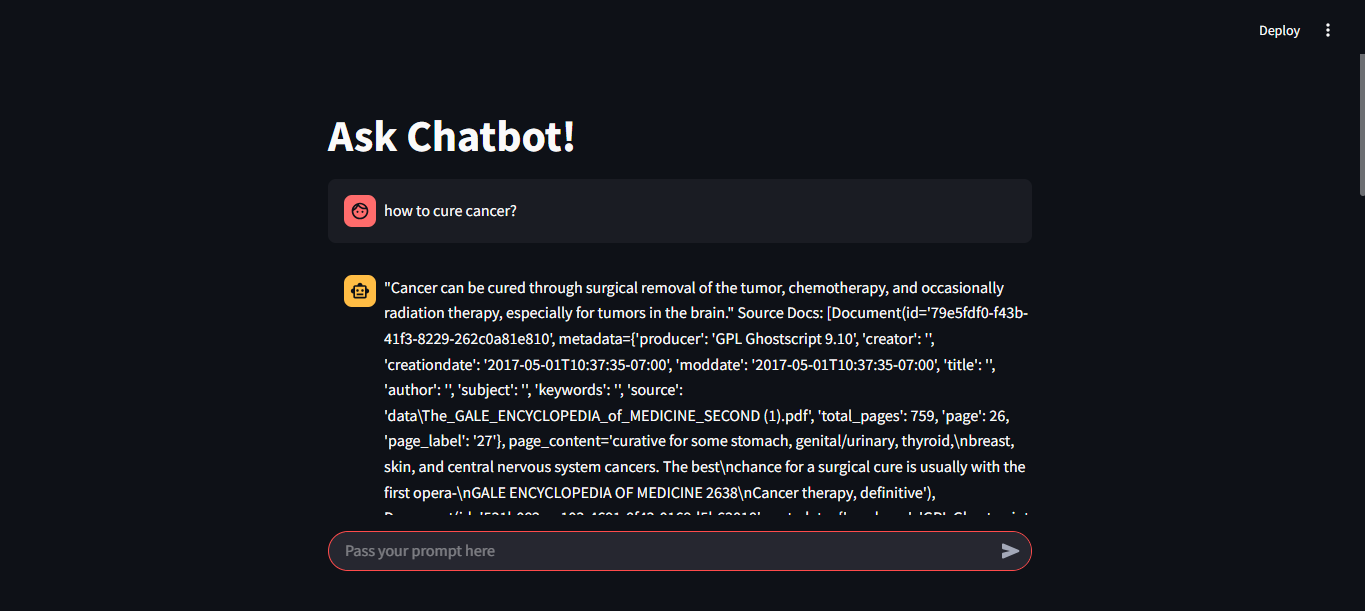 Deploy
Ask Chatbot!
how to cure cancer?
"Cancer can be cured through surgical removal of the tumor, chemotherapy, and occasionally
radiation therapy, especially for tumors in the brain." Source Docs: [Document(id='79e5fdf0-f43b-
41f3-8229-262c0a81e810', metadata={'producer': 'GPL Ghostscript 9.10', 'creator': '',
'creationdate': '2017-05-01T10:37:35-07:00', 'moddate': '2017-05-01T10:37:35-07:00', 'title': '',
'author': '', 'subject': '', 'keywords': '', 'source':
'data\The_GALE_ENCYCLOPEDIA_of_MEDICINE_SECOND (1).pdf', 'total_pages': 759, 'page': 26,
'page_label': '27'}, page_content='curative for some stomach, genital/urinary, thyroid,\nbreast,
skin, and central nervous system cancers. The best\nchance for a surgical cure is usually with the
first opera-\nGALE ENCYCLOPEDIA OF MEDICINE 2638\nCancer therapy, definitive'),
Pass your prompt here